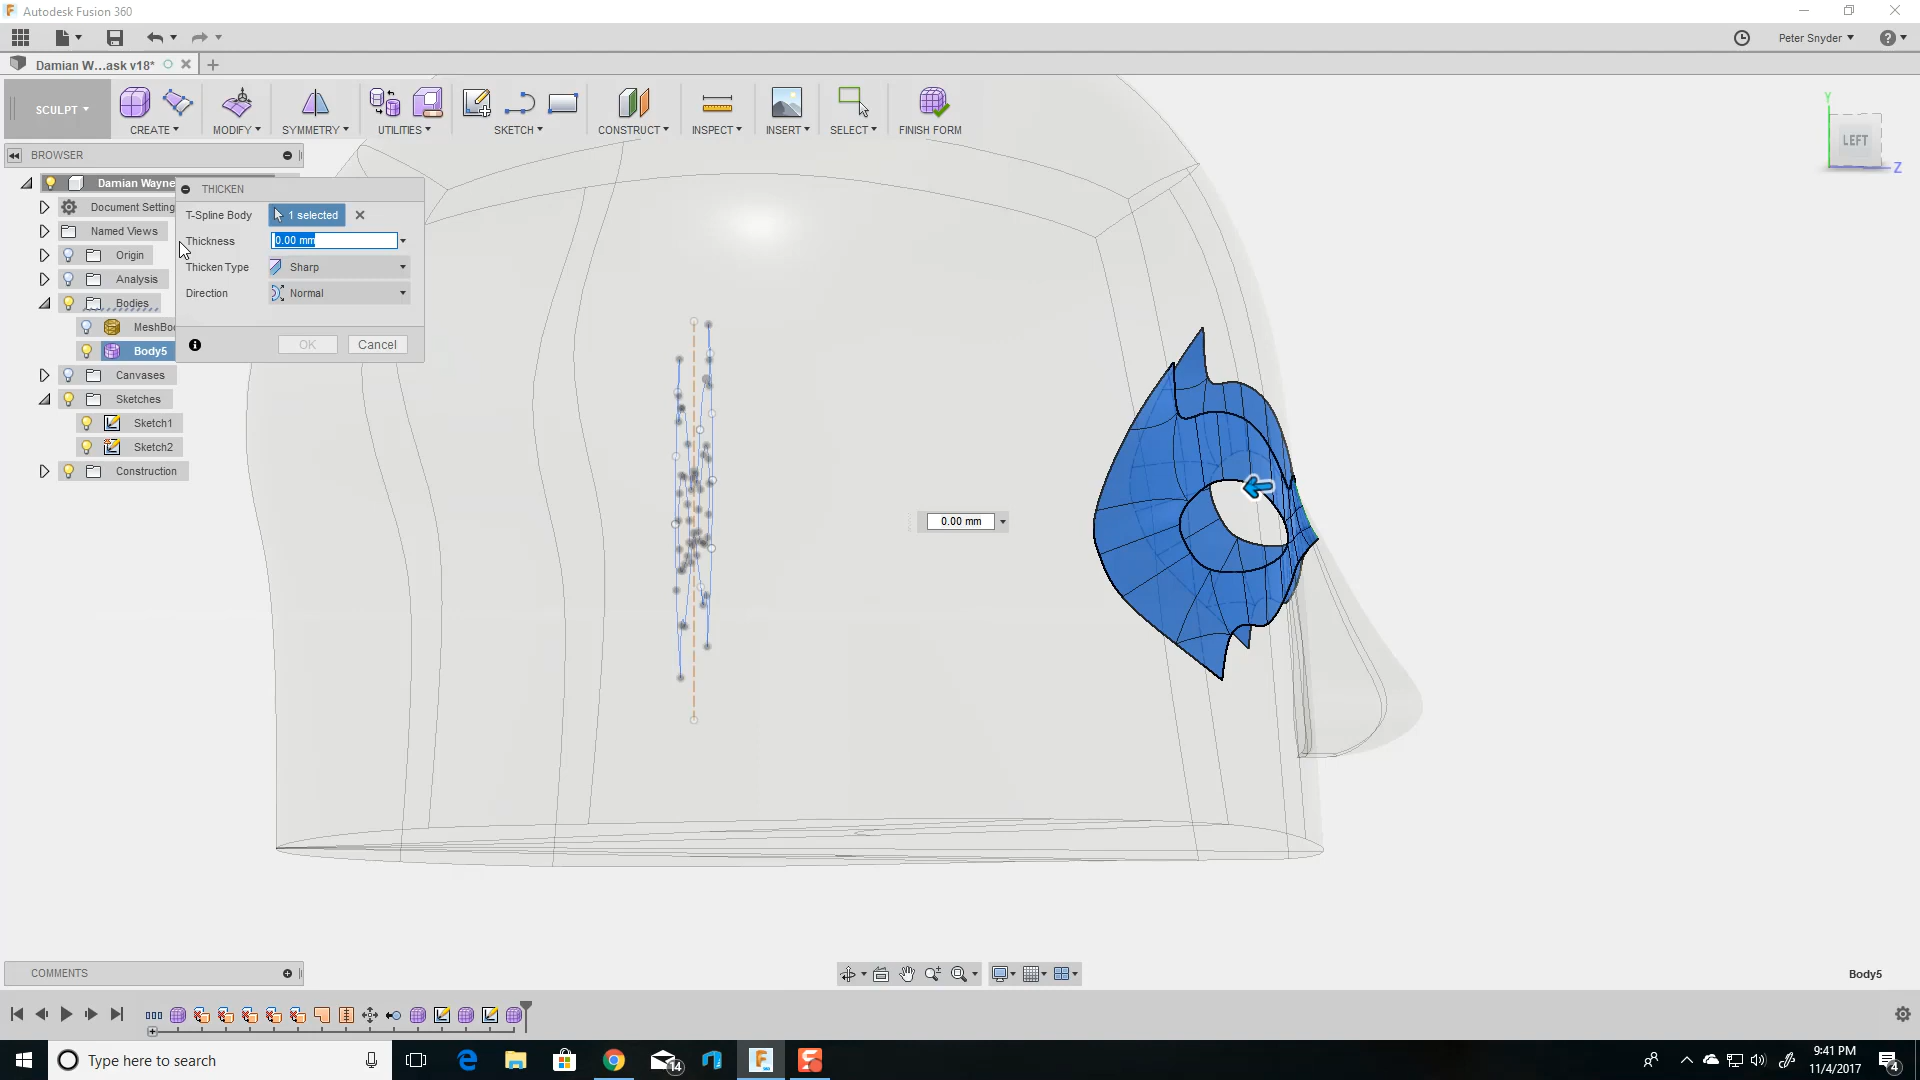 Autodesk Fusion 360
Peter Snyder
Damian W...ask v18*
SCULPT
CREATE
MODIFY
SYMMETRY
UTILITIES
SKETCH
CONSTRUCT
INSPECT
INSERT
SELECT
FINISH FORM
Y
LEFT
Z
BROWSER
Damian Wayne
Document Setting
Named Views
Origin
Analysis
Bodies
MeshBo
Body5
Canvases
Sketches
Sketch1
Sketch2
Construction
THICKEN
T-Spline Body
1 selected
Thickness
0.00 mm
Thicken Type
Sharp
Direction
Normal
OK
Cancel
0.00 mm
COMMENTS
Body5
Type here to search
14
9:41 PM
11/4/2017
4